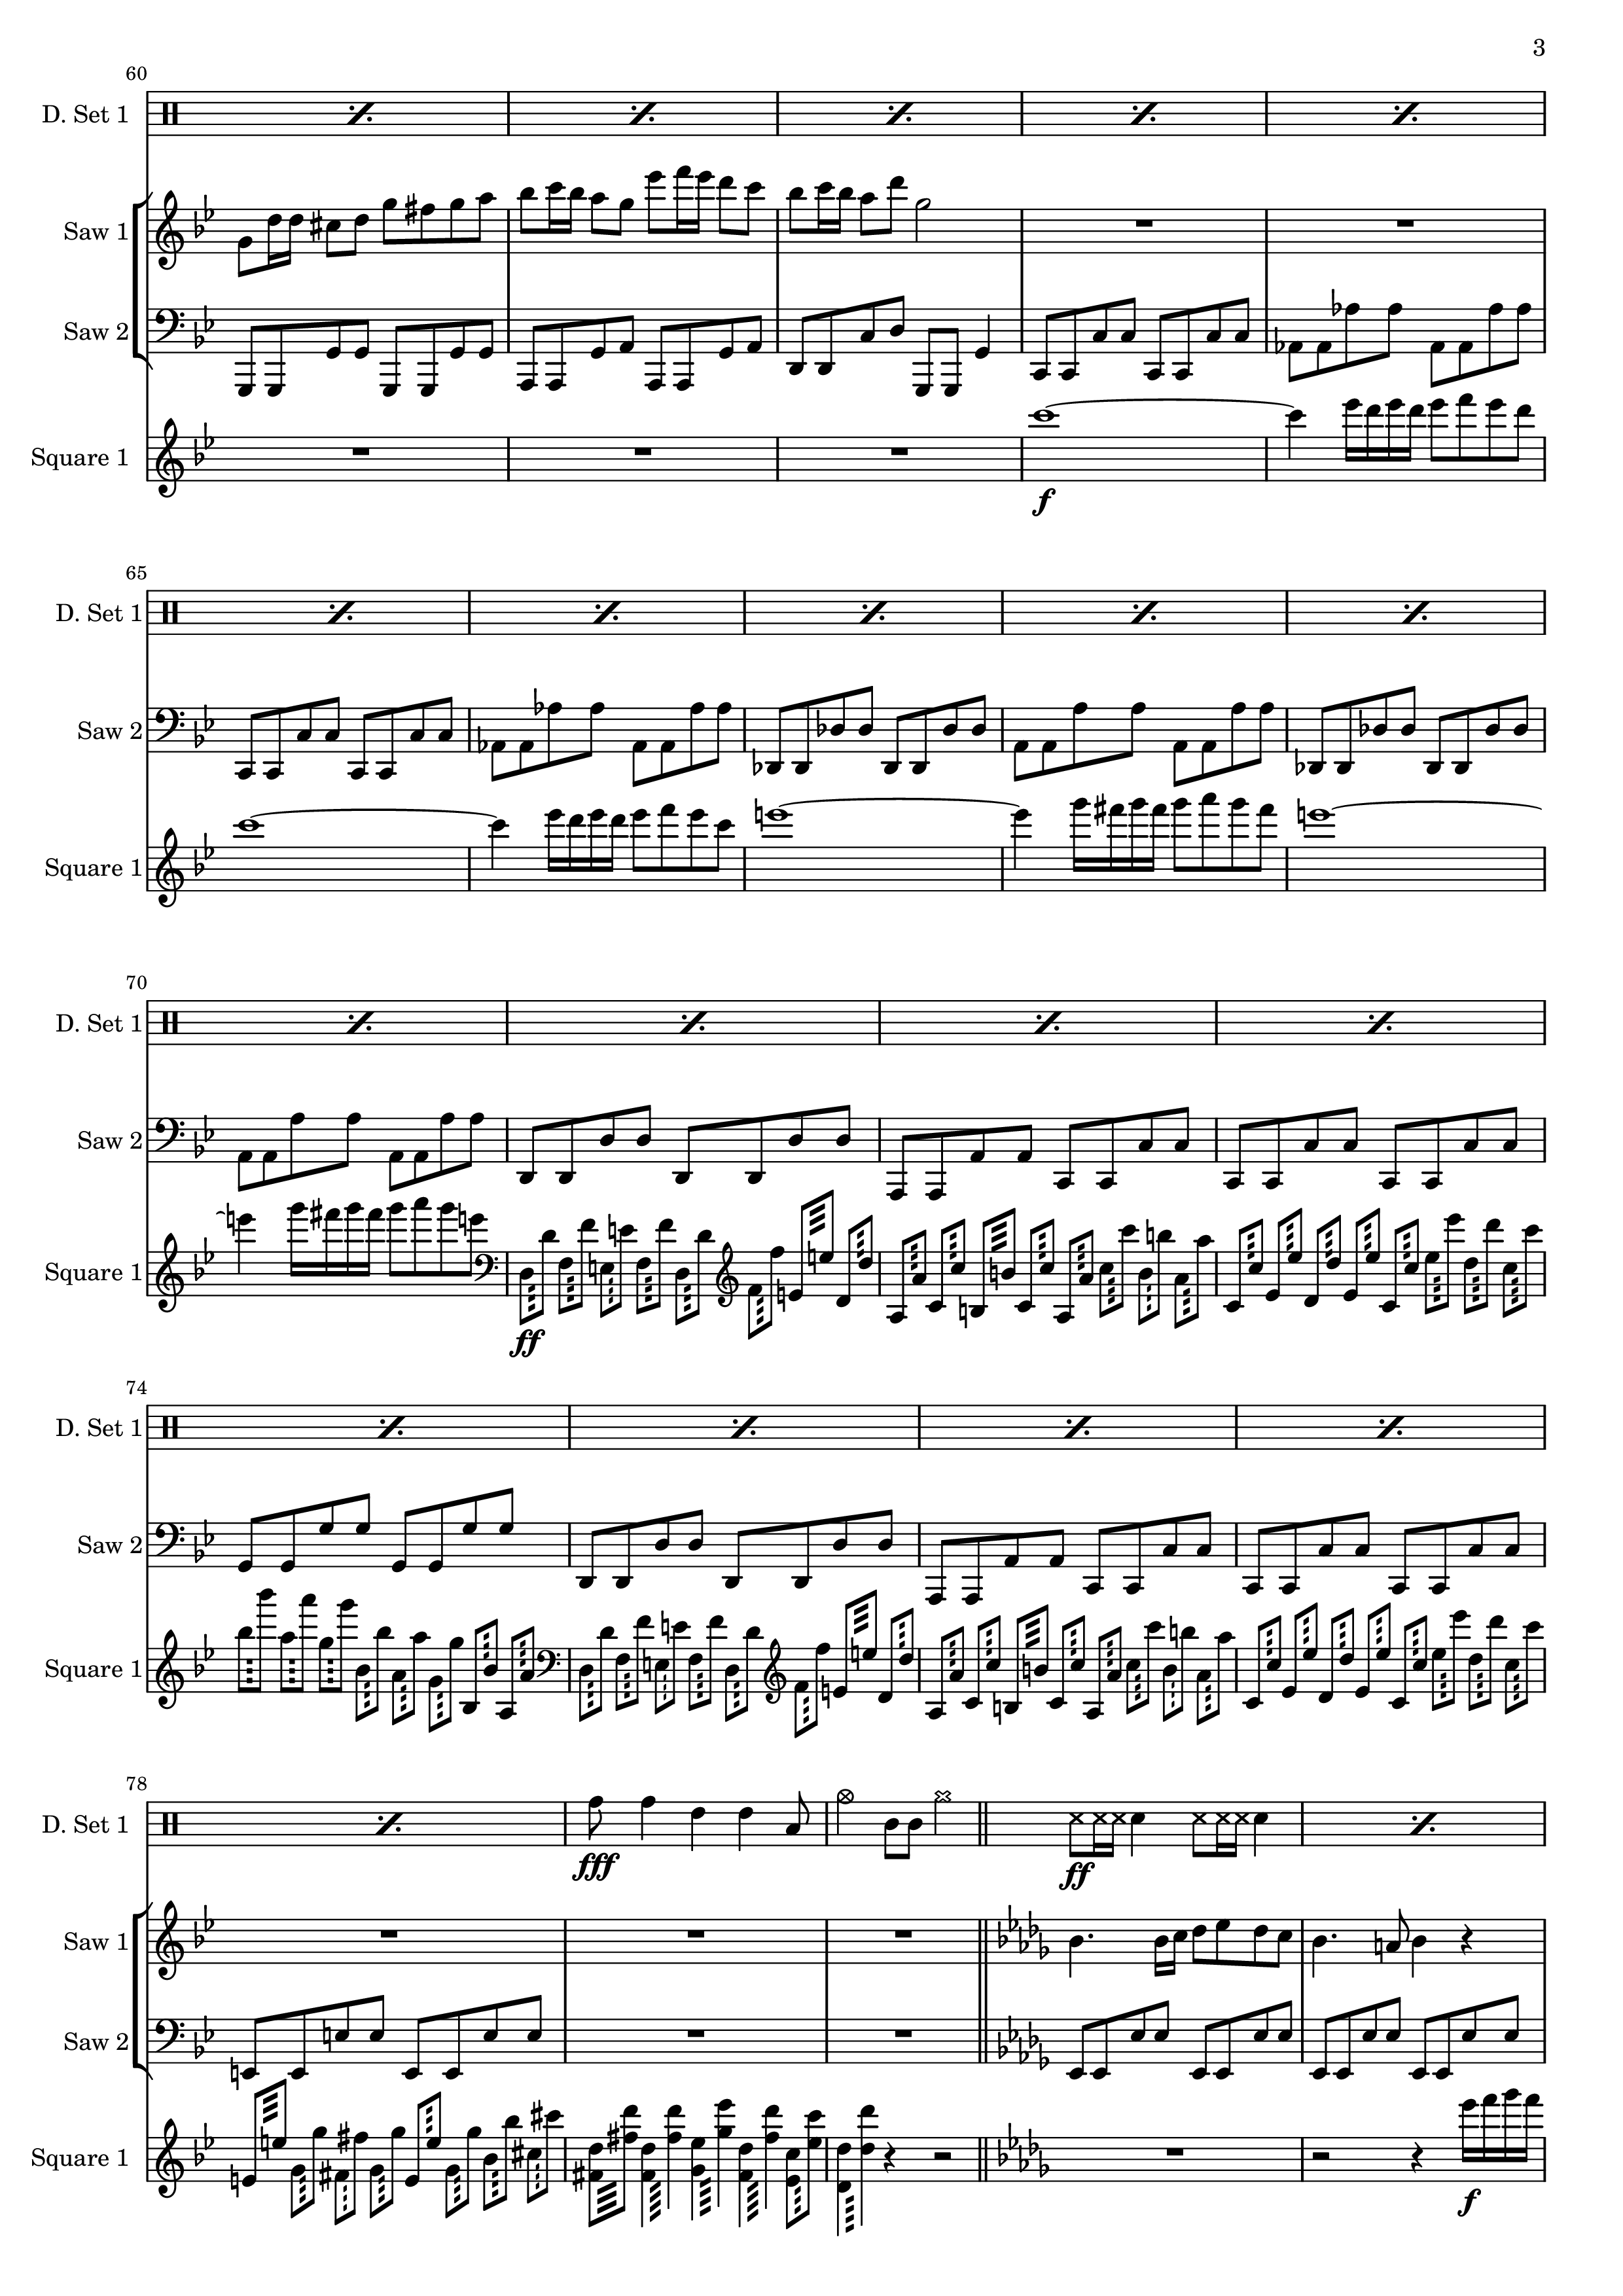 3
60
D. Set 1
Saw 1
Saw 2
Square 1
f
65
D. Set 1
Saw 2
Square 1
70
D. Set 1
Saw 2
Square 1
ff
74
D. Set 1
Saw 2
Square 1
78
D. Set 1
fff
ff
Saw 1
Saw 2
Square 1
f